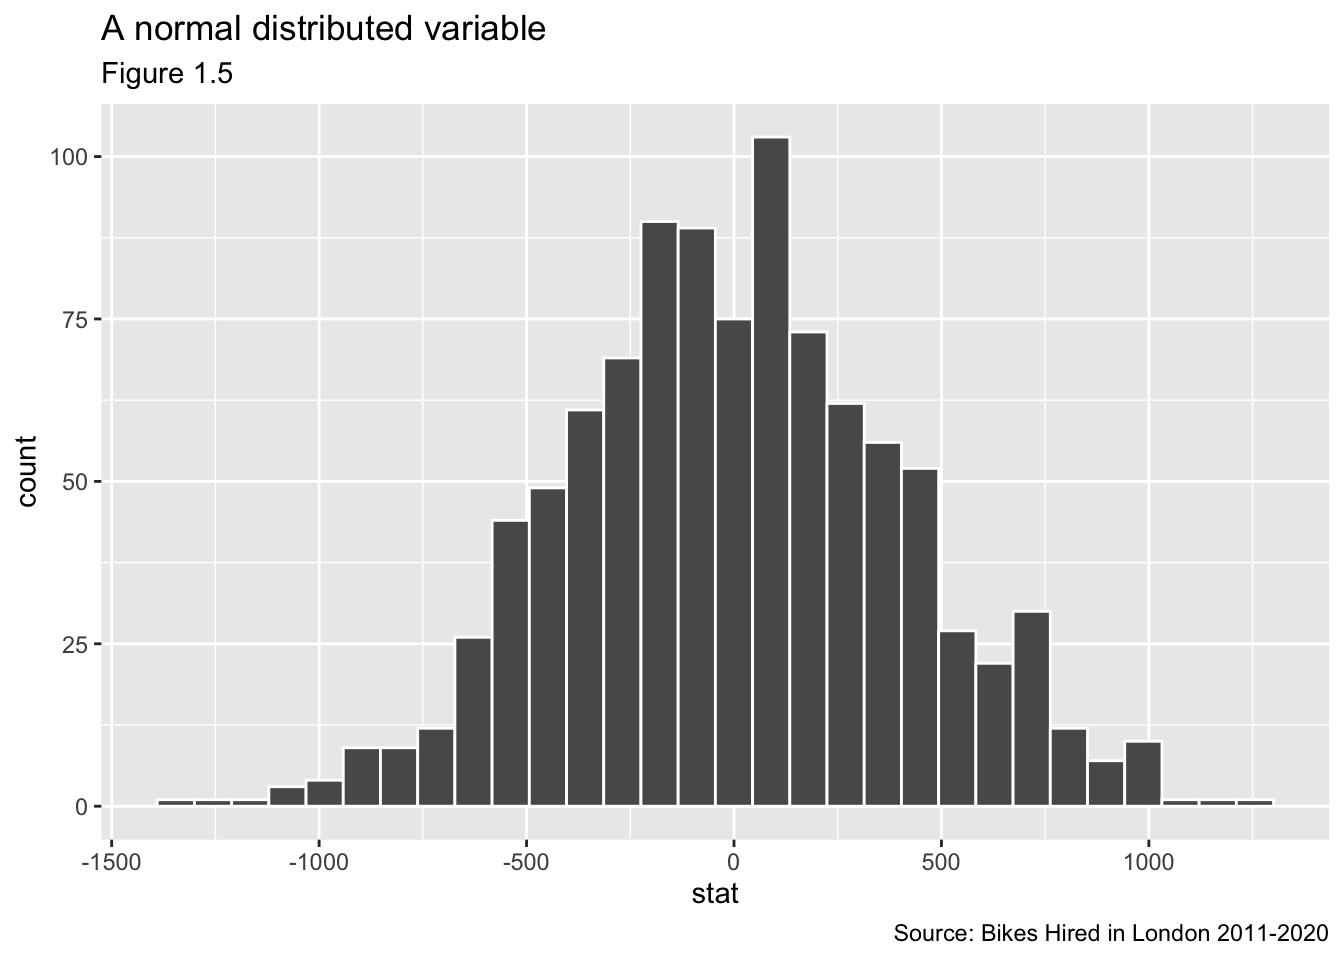 A normal distributed variable
Figure 1.5
100
75
50
25
0
count
-1500 -1000 -500 0 500 1000
stat
Source: Bikes Hired in London 2011-2020